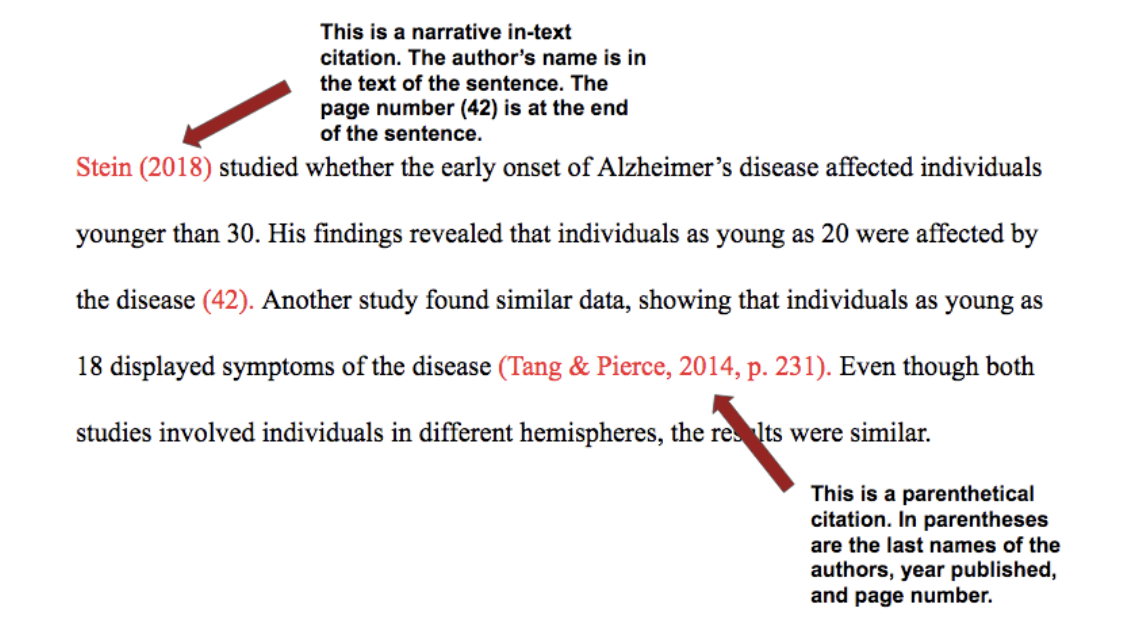 This is a narrative in-text
citation. The author’s name is in
the text of the sentence. The
page number (42) is at the end
of the sentence.
Stein (2018) studied whether the early onset of Alzheimer’s disease affected individuals
younger than 30. His findings revealed that individuals as young as 20 were affected by
the disease (42). Another study found similar data, showing that individuals as young as
18 displayed symptoms of the disease (Tang & Pierce, 2014, p. 231). Even though both
studies involved individuals in different hemispheres, the results were similar.
This is a parenthetical
citation. In parentheses
are the last names of the
authors, year published,
and page number.